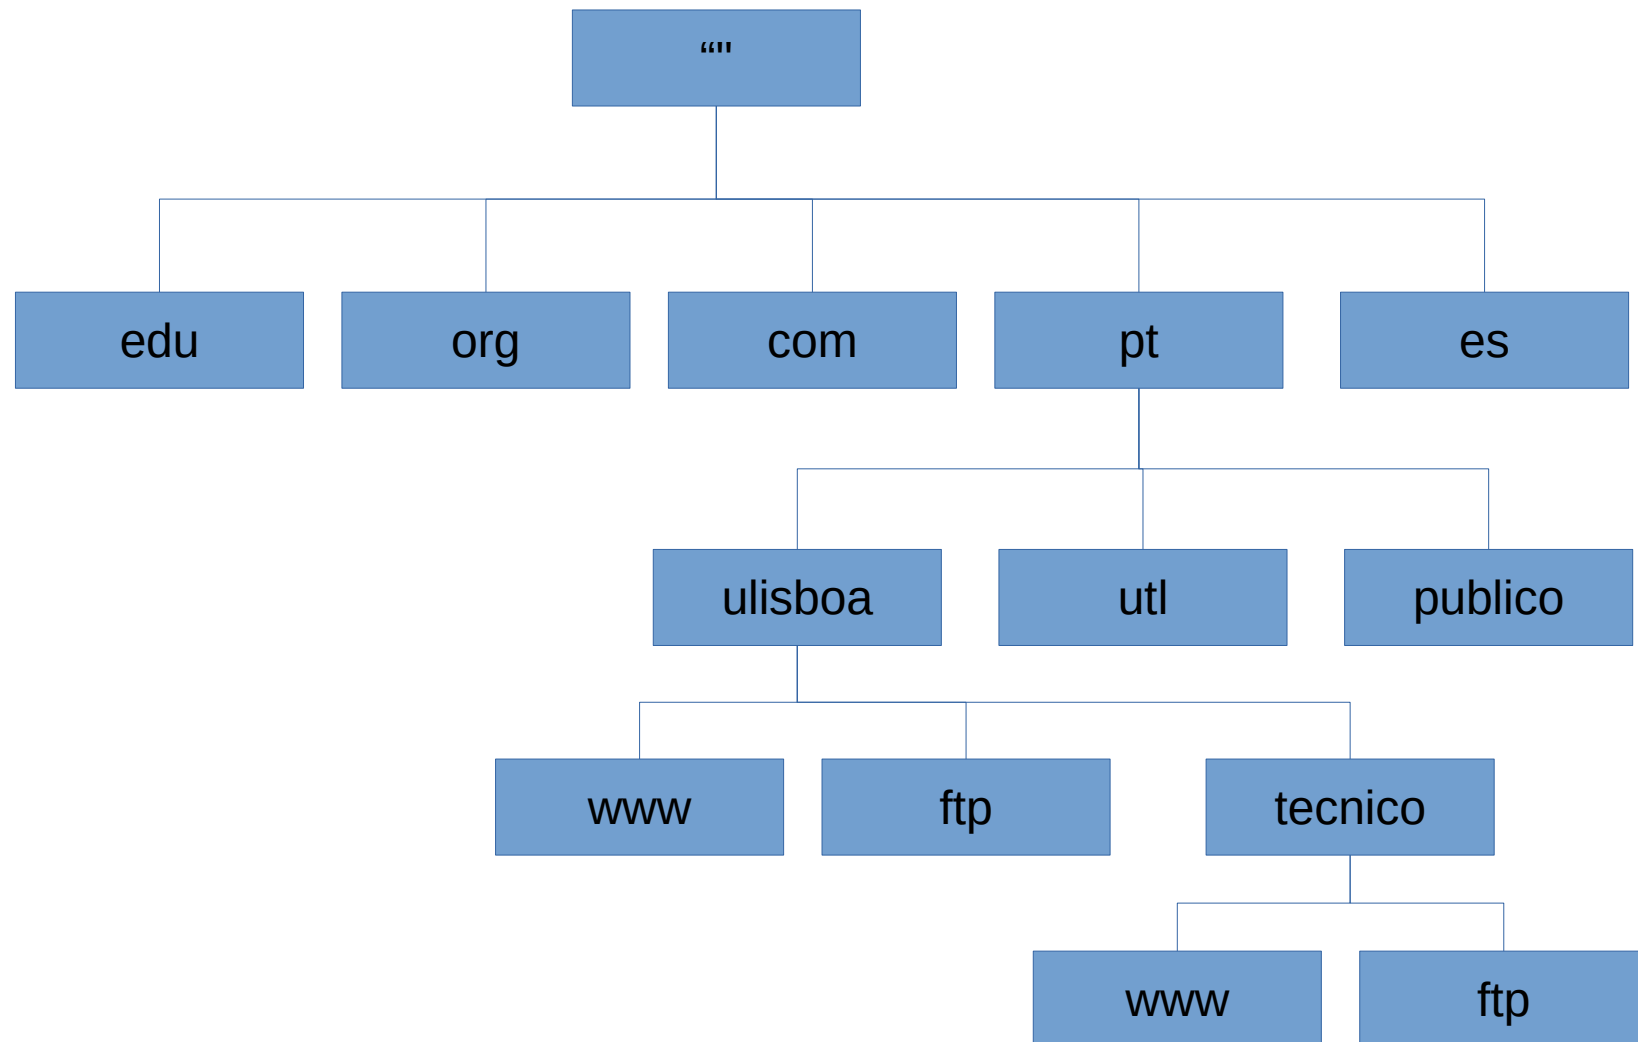 “"
edu
org
com
pt
es
ulisboa
utl
publico
www
ftp
tecnico
www
ftp